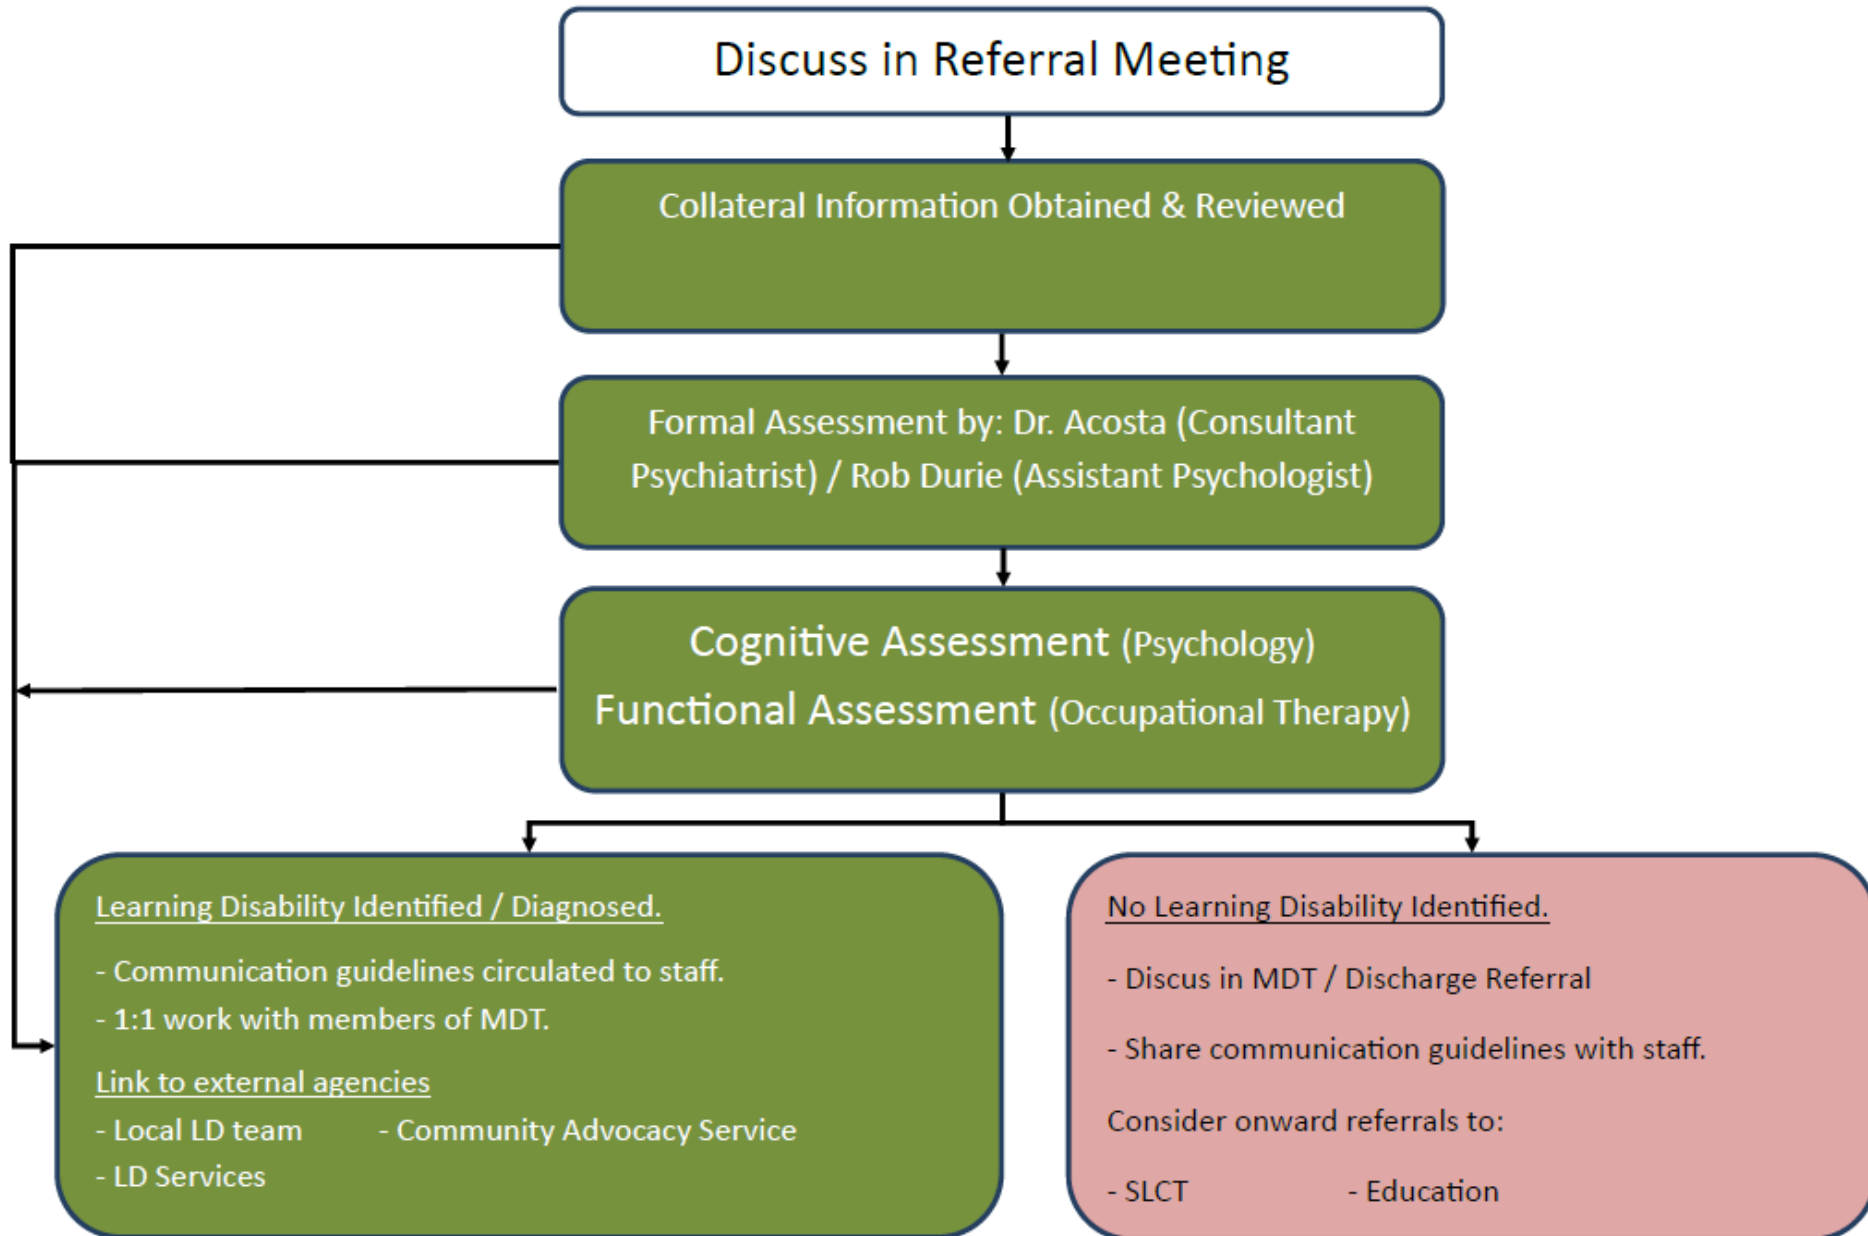 Discuss in Referral Meeting
Collateral Information Obtained & Reviewed
Formal Assessment by: Dr. Acosta (Consultant
Psychiatrist) / Rob Durie (Assistant Psychologist)
Cognitive Assessment (Psychology)
Functional Assessment (Occupational Therapy)
Learning Disability Identified / Diagnosed.
- Communication guidelines circulated to staff.
- 1:1 work with members of MDT.
Link to external agencies
- Local LD team - Community Advocacy Service
- LD Services
No Learning Disability Identified.
- Discus in MDT / Discharge Referral
- Share communication guidelines with staff.
Consider onward referrals to:
- SLCT - Education